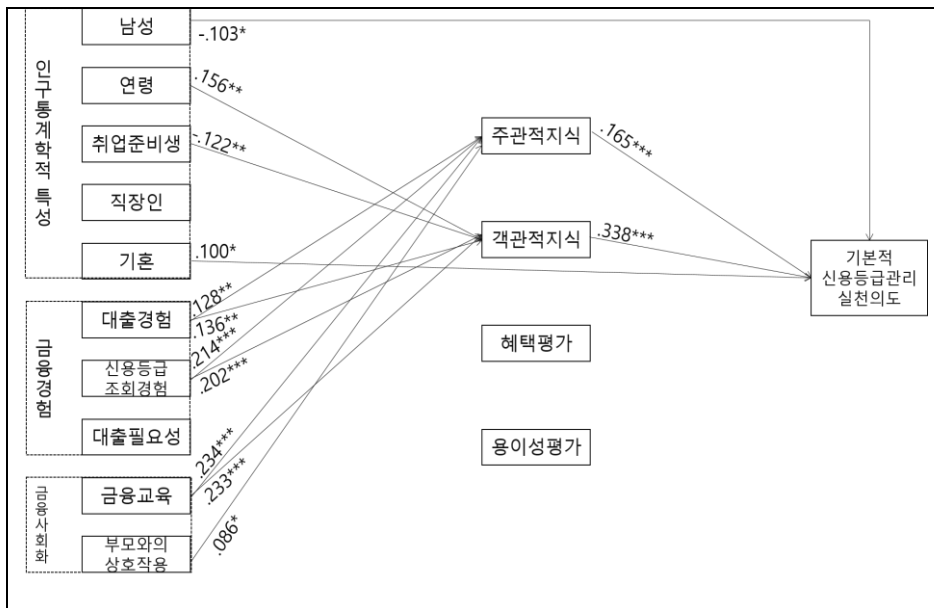 남성
-.103*
인구통계학적 특성
연령
.156**
취업준비생
-.122**
직장인
기혼
.100*
주관적지식
.165***
객관적지식
.338***
기본적
신용등급관리
실천의도
혜택평가
용이성평가
금융경험
대출경험
.128**
.136**
신용등급
조회경험
.214***
.202***
대출필요성
금융사회화
금융교육
.234***
.233***
부모와의
상호작용
.086*